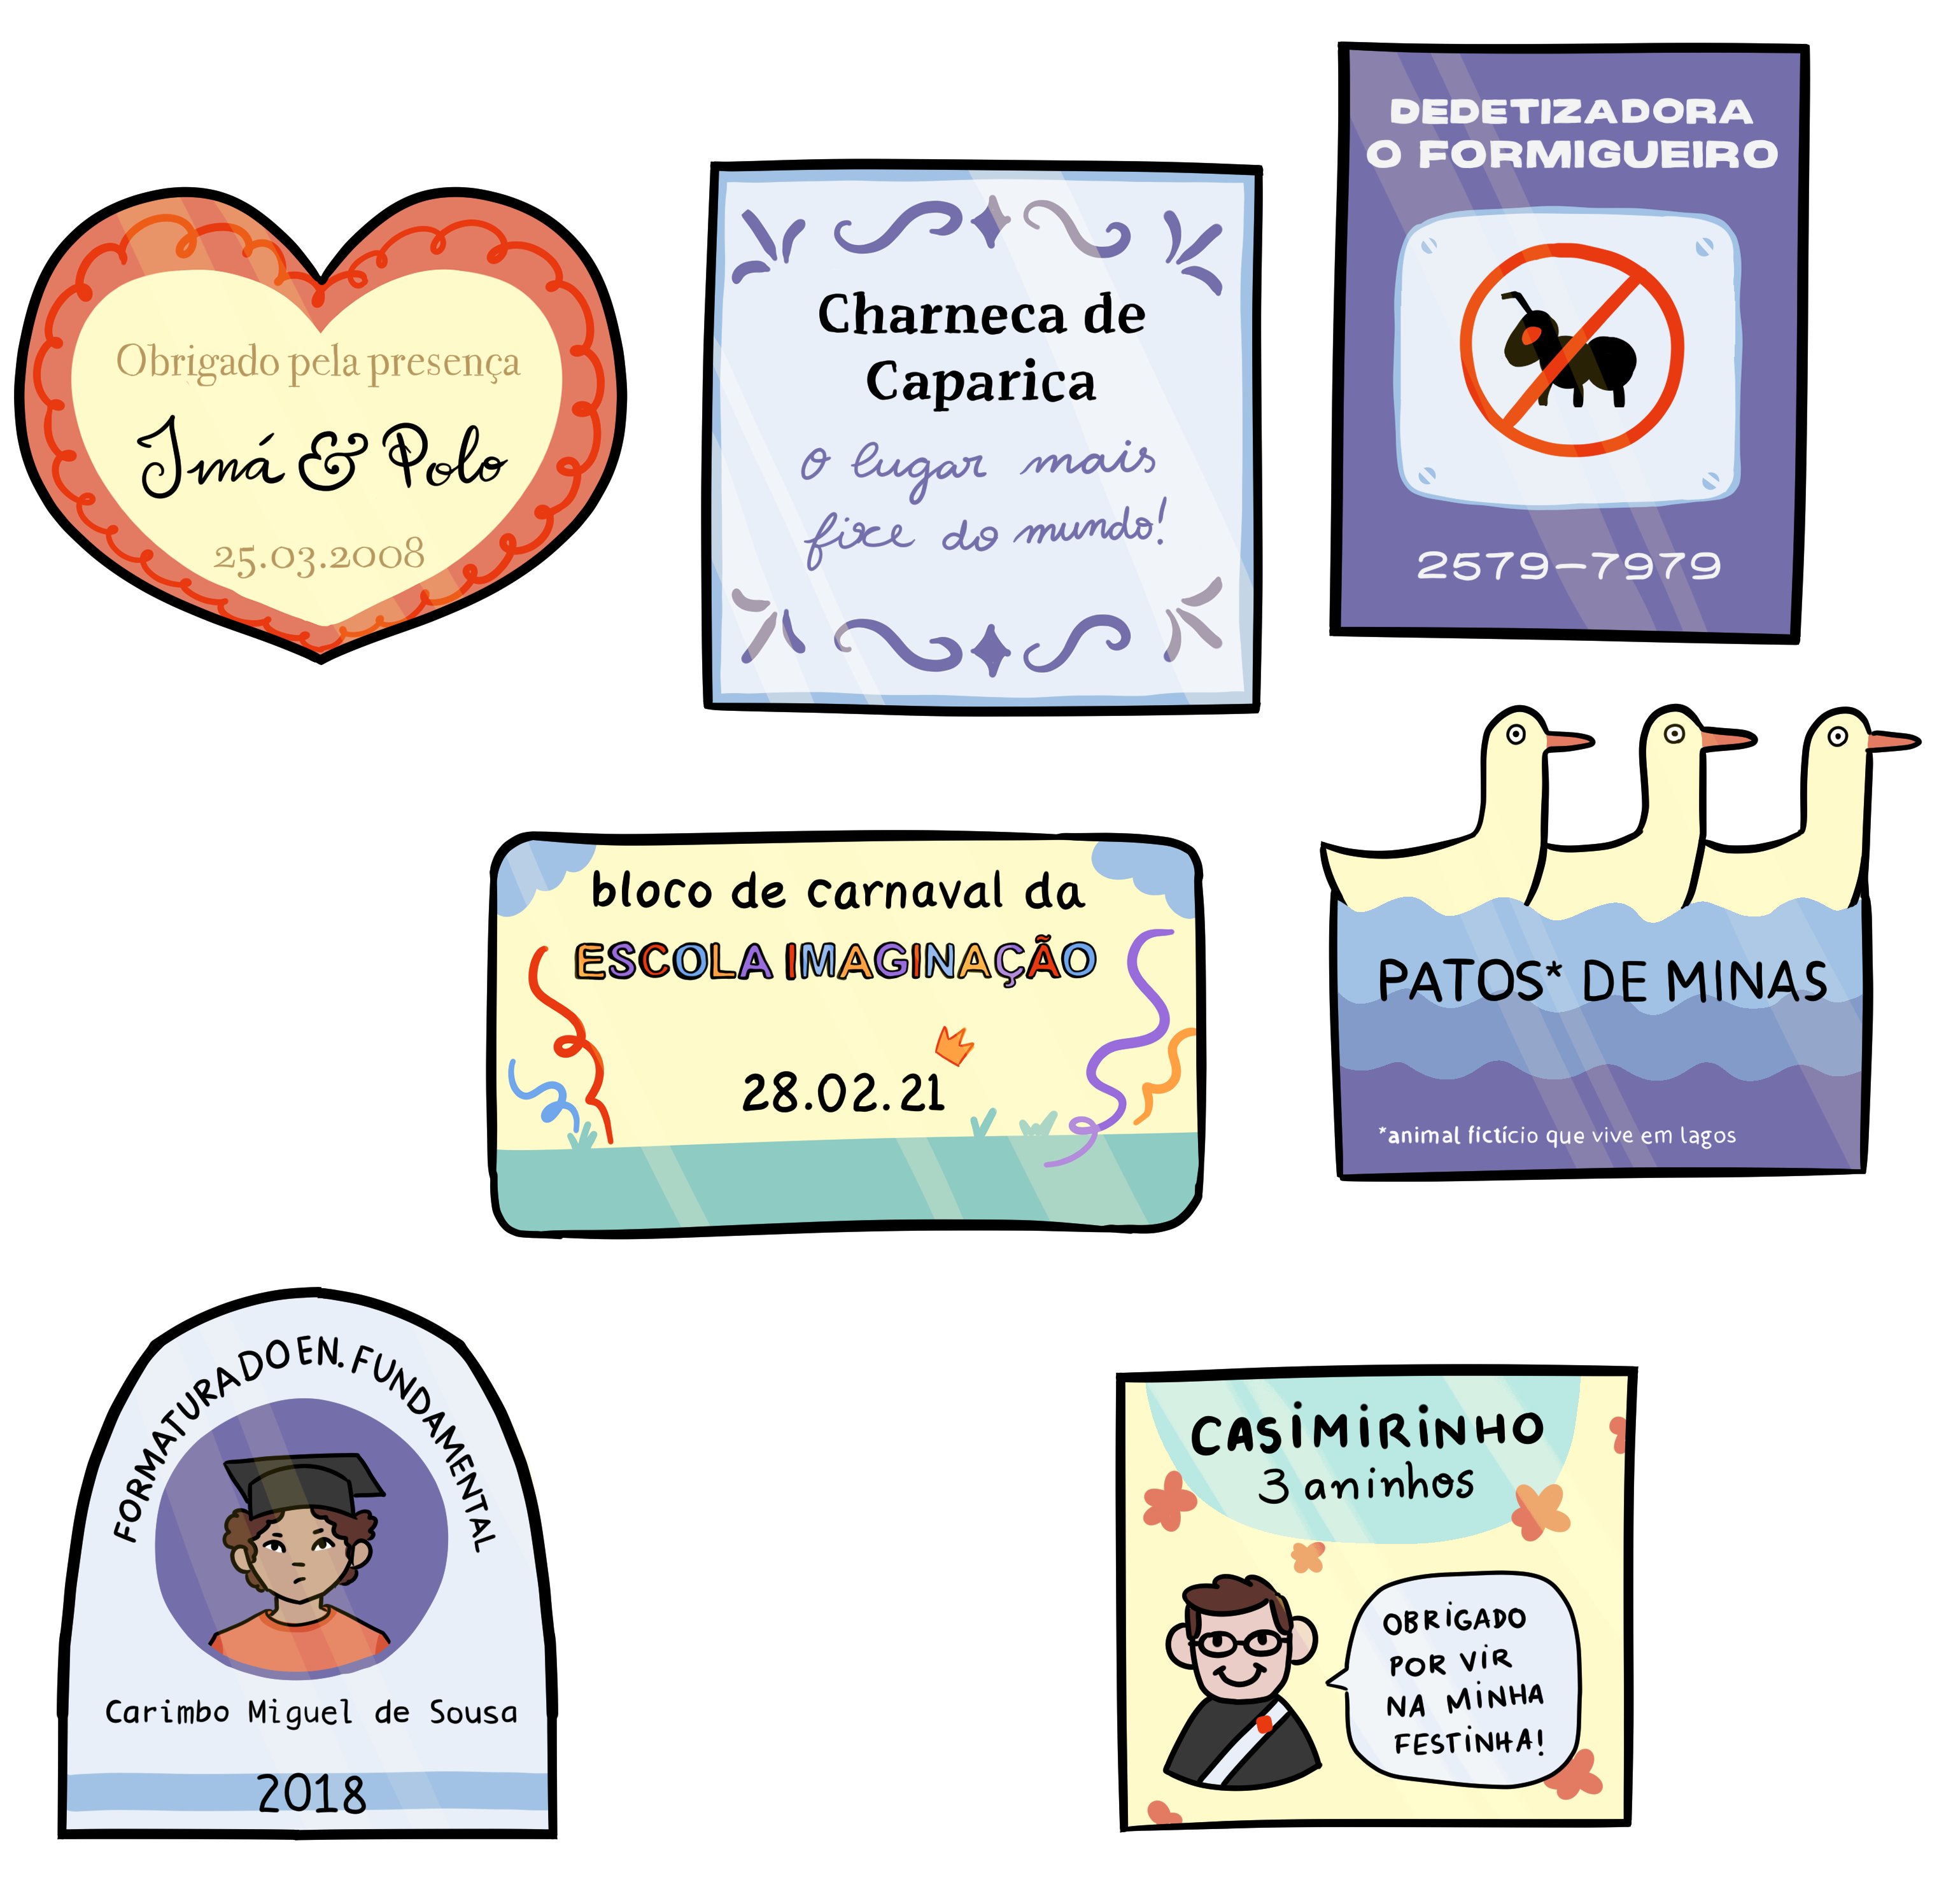 Obrigado pela presença
Imá & Polo
25.03.2008
Charneca de
Caparica
o lugar mais
fixe do mundo!
DEDETIZADORA
O FORMIGUEIRO
2579-7979
bloco de carnaval da
ESCOLA IMAGINAÇÃO
28.02.21
PATOS* DE MINAS
*animal fictício que vive em lagos
FORMATURA DO EN. FUNDAMENTAL
Carimbo Miguel de Sousa
2018
CASIMIRINHO
3 aninhos
OBRIGADO
POR VIR
NA MINHA
FESTINHA!